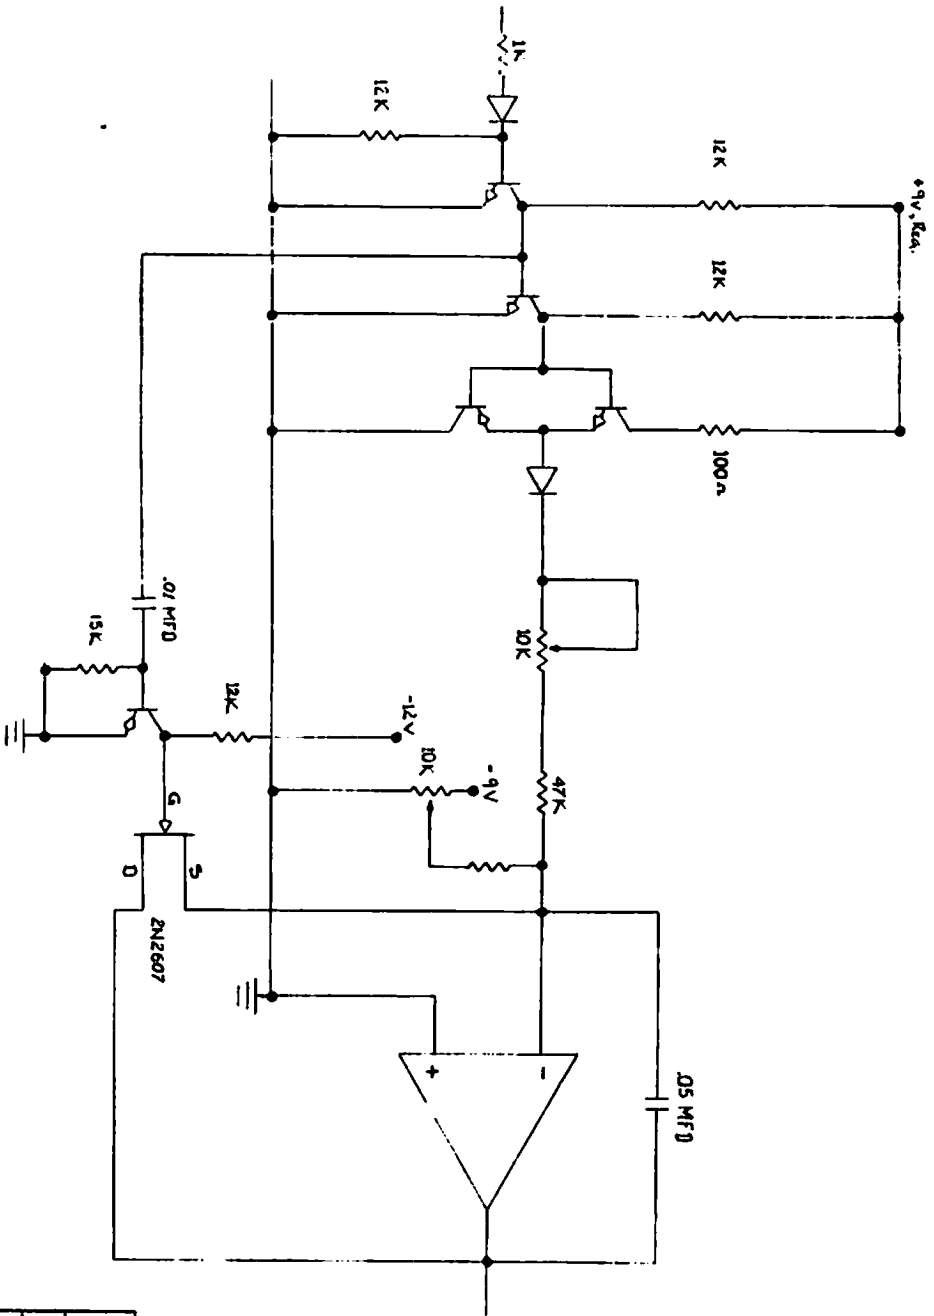 1K
12K
12K
+9v, Reg.
12K
100Ω
.01 MFD
15K
12K
-12v
10K
-9v
10K
47K
G
D
S
2N2607
+
-
.05 MFD